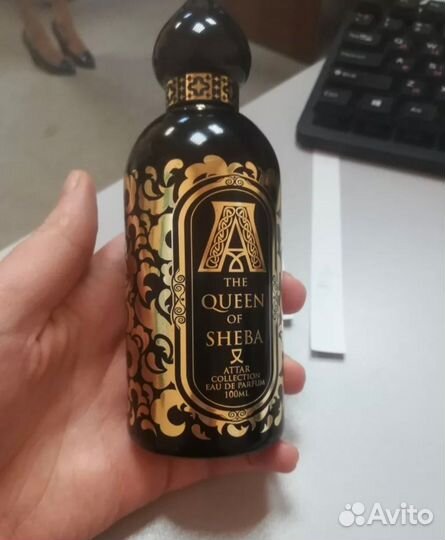 A
THE
QUEEN
OF
SHEBA
ATTAR
COLLECTION
EAU DE PARFUM
100ML
Avito